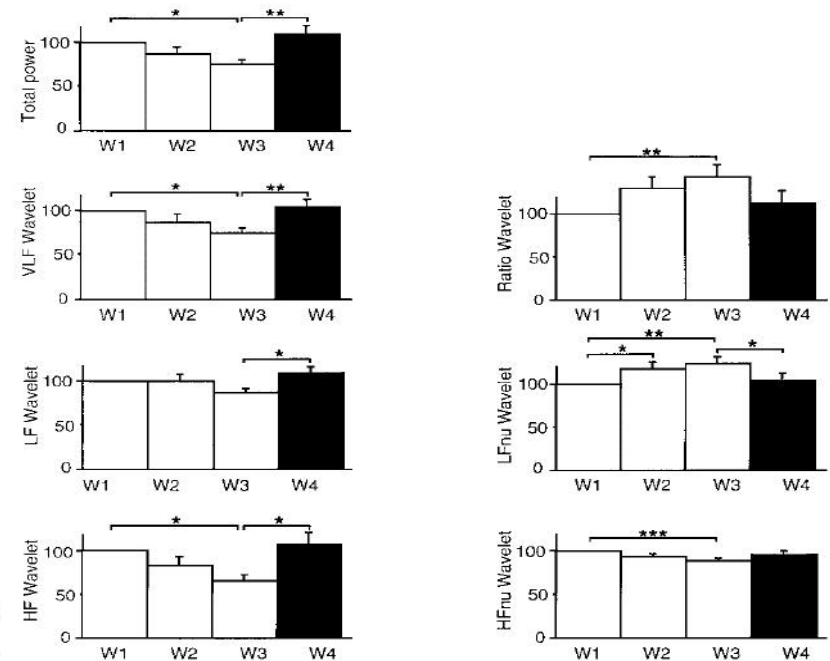 * **
Total power
100
50
0
W1 W2 W3 W4
* **
VLF Wavelet
100
50
0
W1 W2 W3 W4
*
LF Wavelet
100
50
0
W1 W2 W3 W4
* *
HF Wavelet
100
50
0
W1 W2 W3 W4
**
Ratio Wavelet
100
50
0
W1 W2 W3 W4
**
* *
LFnu Wavelet
100
50
0
W1 W2 W3 W4
***
HFnu Wavelet
100
50
0
W1 W2 W3 W4